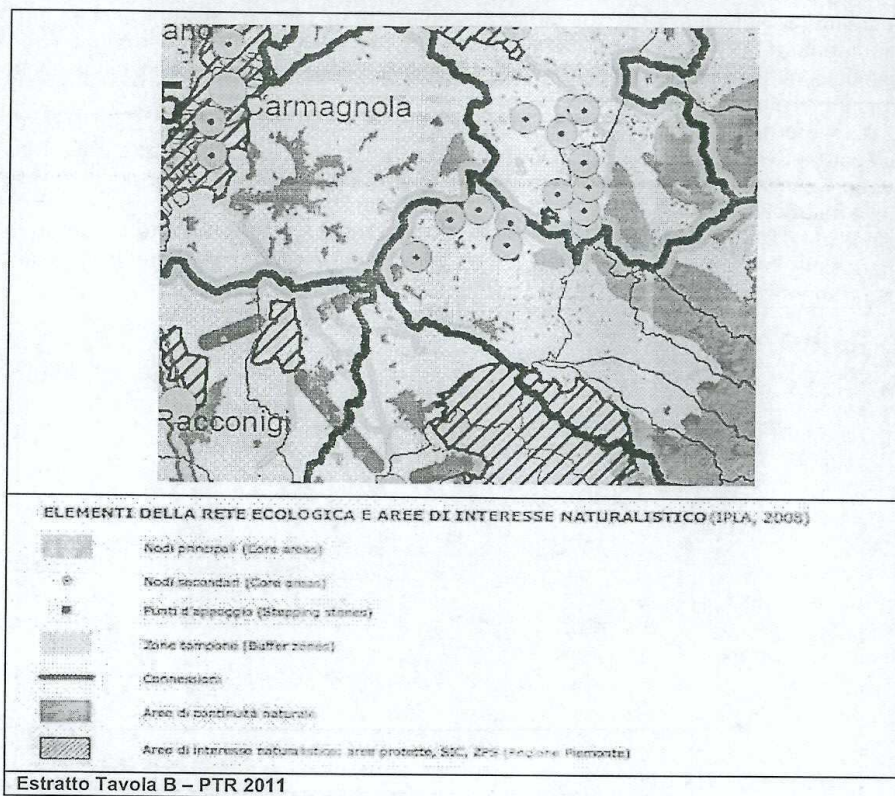 ano
5
Carmagnola
Racconigi
ELEMENTI DELLA RETE ECOLOGICA E AREE DI INTERESSE NATURALISTICO (IPLA, 2008)
Nodi principali (Core areas)
Nodi secondari (Core areas)
Punti d'appoggio (Stepping stones)
Zone tampone (Buffer zones)
Connessioni
Aree di continuità naturale
Aree di interesse naturalistico: aree protette, SIC, ZPS (Regione Piemonte)
Estratto Tavola B – PTR 2011